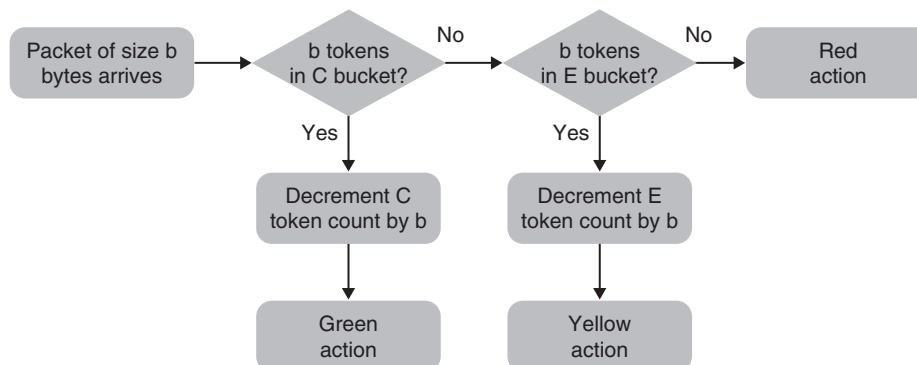 Packet of size b
bytes arrives
b tokens
in C bucket?
No
b tokens
in E bucket?
No
Red
action
Yes
Yes
Decrement C
token count by b
Decrement E
token count by b
Green
action
Yellow
action